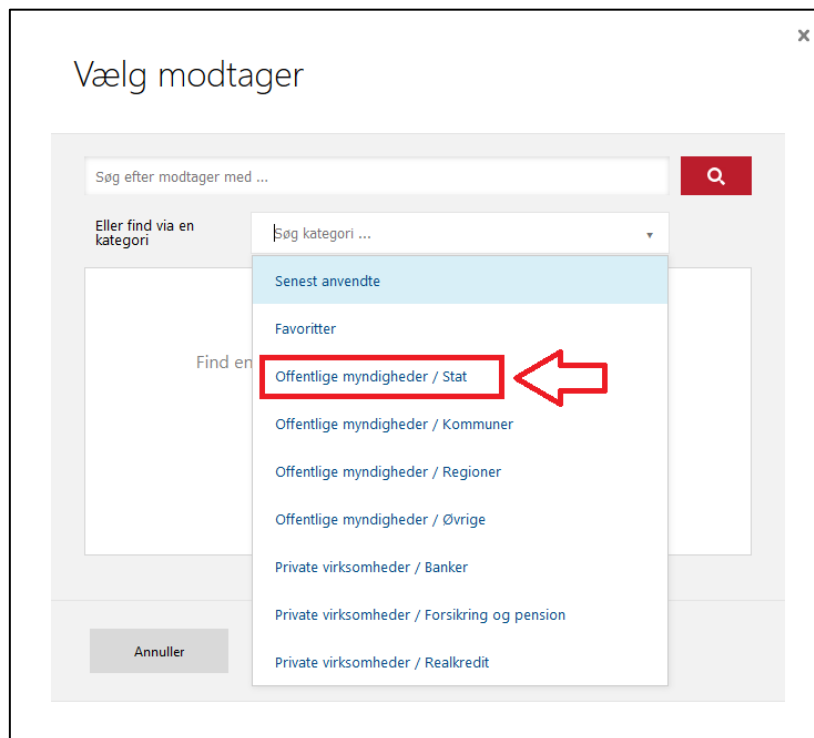 Vælg modtager
Søg efter modtager med ...
Eller find via en
kategori
Søg kategori ...
Senest anvendte
Favoritter
Find en
Offentlige myndigheder / Stat
Offentlige myndigheder / Kommuner
Offentlige myndigheder / Regioner
Offentlige myndigheder / Øvrige
Private virksomheder / Banker
Private virksomheder / Forsikring og pension
Private virksomheder / Realkredit
Annuller